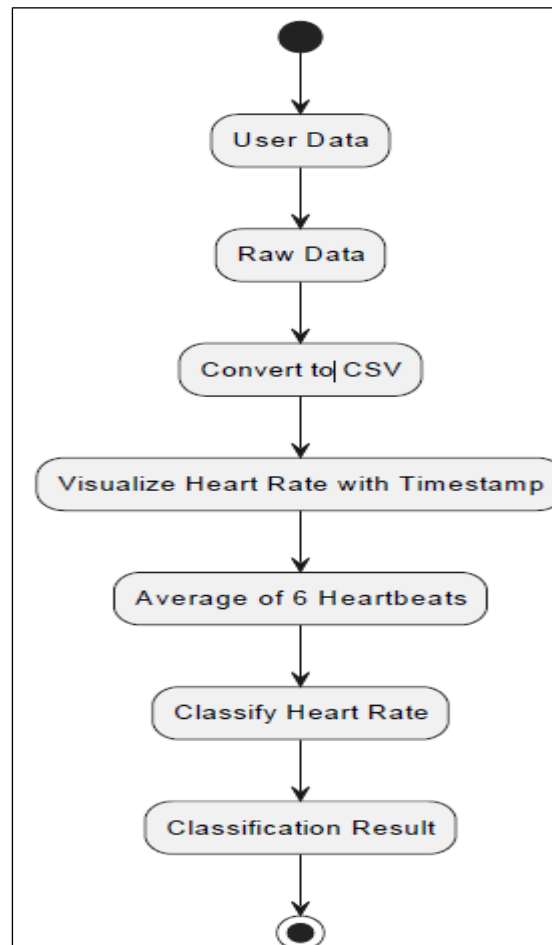 User Data
Raw Data
Convert to CSV
Visualize Heart Rate with Timestamp
Average of 6 Heartbeats
Classify Heart Rate
Classification Result